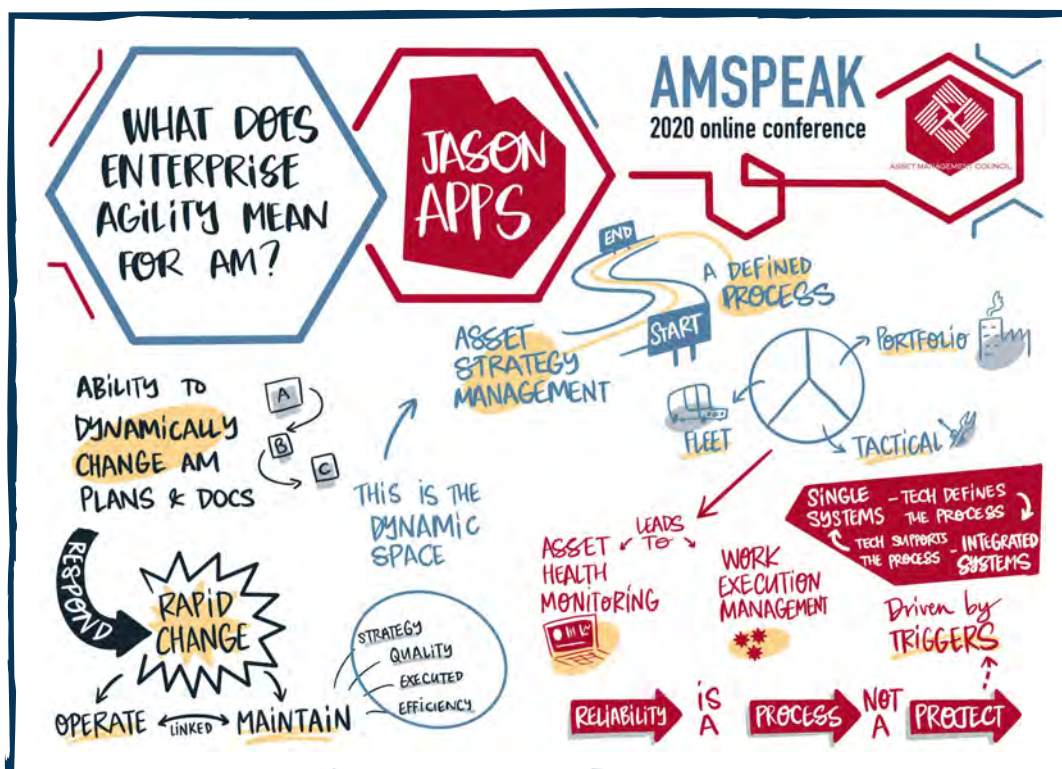 WHAT DOES
ENTERPRISE
AGILITY MEAN
FOR AM?
JASON
APPS
AMSPEAK
2020 online conference
ASSET MANAGEMENT COUNCIL
END
START
A DEFINED
PROCESS
ASSET
STRATEGY
MANAGEMENT
PORTFOLIO
FLEET
TACTICAL
ABILITY TO
DYNAMICALLY
CHANGE AM
PLANS & DOCS
A
B
C
THIS IS THE
DYNAMIC
SPACE
RESPOND
RAPID
CHANGE
OPERATE
LINKED
MAINTAIN
STRATEGY
QUALITY
EXECUTED
EFFICIENCY
LEADS
TO
ASSET
HEALTH
MONITORING
WORK
EXECUTION
MANAGEMENT
SINGLE
SYSTEMS
- TECH DEFINES
THE PROCESS
TECH SUPPORTS
THE PROCESS
- INTEGRATED
SYSTEMS
Driven by
TRIGGERS
RELIABILITY
IS
A
PROCESS
NOT
A
PROJECT